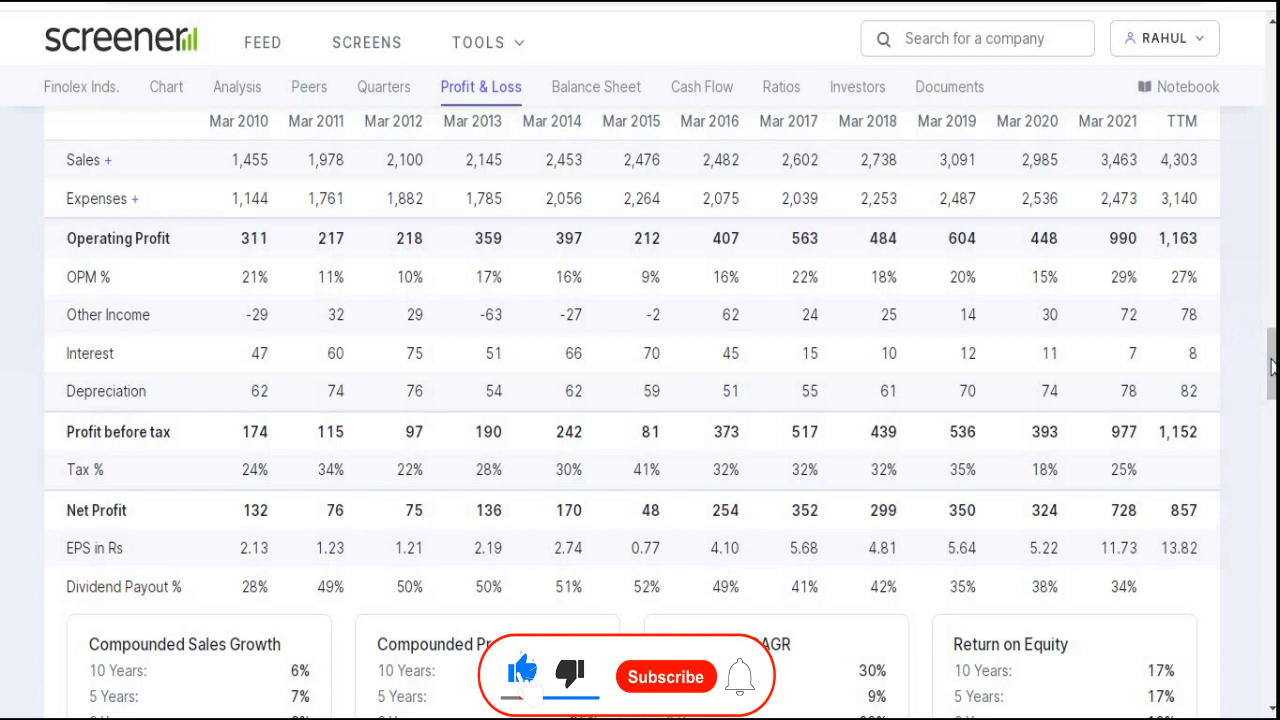 screener FEED SCREENS TOOLS Search for a company RAHUL
Finolex Inds. Chart Analysis Peers Quarters Profit & Loss Balance Sheet Cash Flow Ratios Investors Documents Notebook
Mar 2010 Mar 2011 Mar 2012 Mar 2013 Mar 2014 Mar 2015 Mar 2016 Mar 2017 Mar 2018 Mar 2019 Mar 2020 Mar 2021 TTM
Sales + 1,455 1,978 2,100 2,145 2,453 2,476 2,482 2,602 2,738 3,091 2,985 3,463 4,303
Expenses + 1,144 1,761 1,882 1,785 2,056 2,264 2,075 2,039 2,253 2,487 2,536 2,473 3,140
Operating Profit 311 217 218 359 397 212 407 563 484 604 448 990 1,163
OPM % 21% 11% 10% 17% 16% 9% 16% 22% 18% 20% 15% 29% 27%
Other Income -29 32 29 -63 -27 -2 62 24 25 14 30 72 78
Interest 47 60 75 51 66 70 45 15 10 12 11 7 8
Depreciation 62 74 76 54 62 59 51 55 61 70 74 78 82
Profit before tax 174 115 97 190 242 81 373 517 439 536 393 977 1,152
Tax % 24% 34% 22% 28% 30% 41% 32% 32% 32% 35% 18% 25%
Net Profit 132 76 75 136 170 48 254 352 299 350 324 728 857
EPS in Rs 2.13 1.23 1.21 2.19 2.74 0.77 4.10 5.68 4.81 5.64 5.22 11.73 13.82
Dividend Payout % 28% 49% 50% 50% 51% 52% 49% 41% 42% 35% 38% 34%
Compounded Sales Growth Compounded AGR Return on Equity
10 Years: 6% 10 Years: 30% 10 Years: 17%
5 Years: 7% 5 Years: 9% 5 Years: 17%
Subscribe